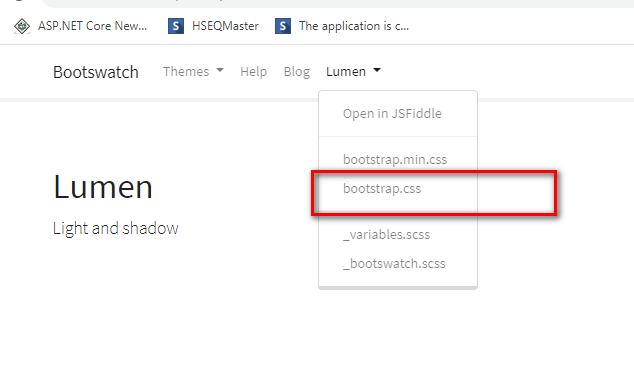 ASP.NET Core New... HSEQMaster The application is c...
Bootswatch Themes Help Blog Lumen
Open in JSFiddle
bootstrap.min.css
bootstrap.css
_variables.scss
_bootswatch.scss
Lumen
Light and shadow